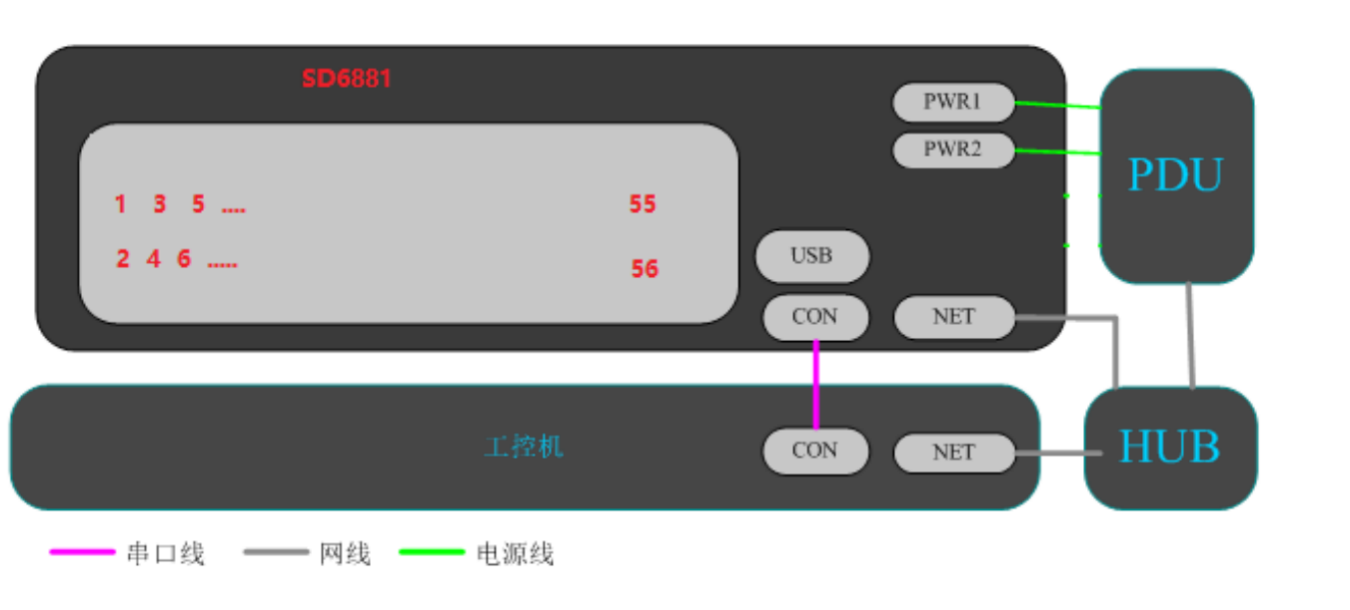 SD6881
PWR1
PWR2
PDU
1 3 5 .... 55
2 4 6 ..... 56
USB
CON
NET
工控机
CON
NET
HUB
串口线 网线 电源线